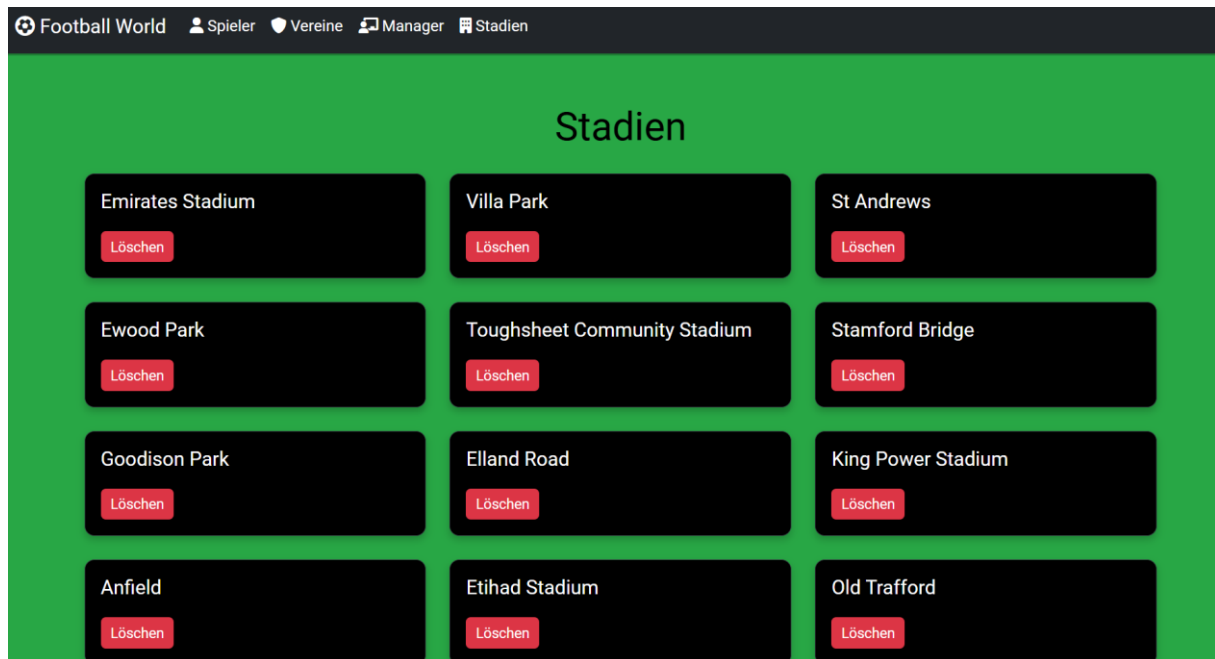 Football World Spieler Vereine Manager Stadien
Stadien
Emirates Stadium Villa Park St Andrews
Löschen Löschen Löschen
Ewood Park Toughsheet Community Stadium Stamford Bridge
Löschen Löschen Löschen
Goodison Park Elland Road King Power Stadium
Löschen Löschen Löschen
Anfield Etihad Stadium Old Trafford
Löschen Löschen Löschen